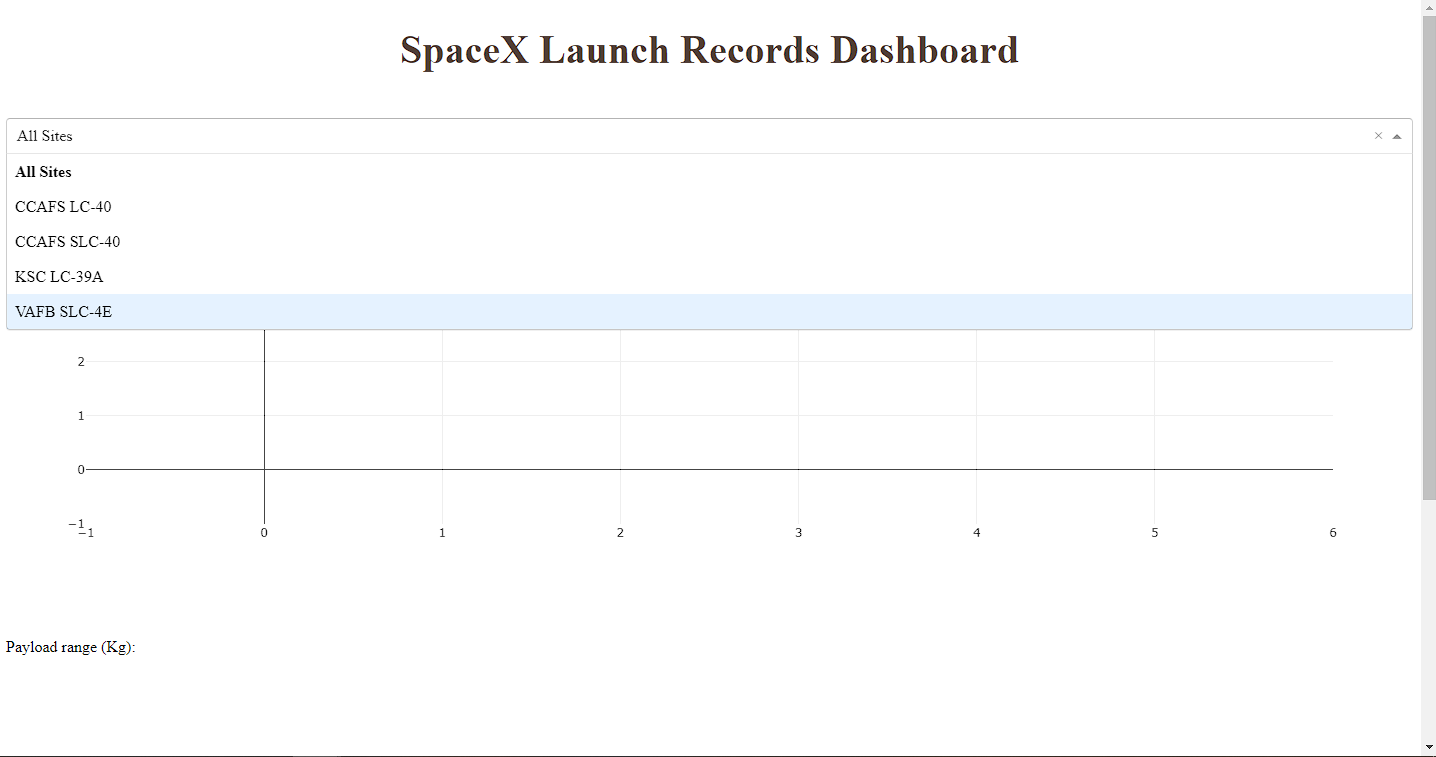 SpaceX Launch Records Dashboard
All Sites
All Sites
CCAFS LC-40
CCAFS SLC-40
KSC LC-39A
VAFB SLC-4E
2
1
0
−1
−1 0 1 2 3 4 5 6
Payload range (Kg):